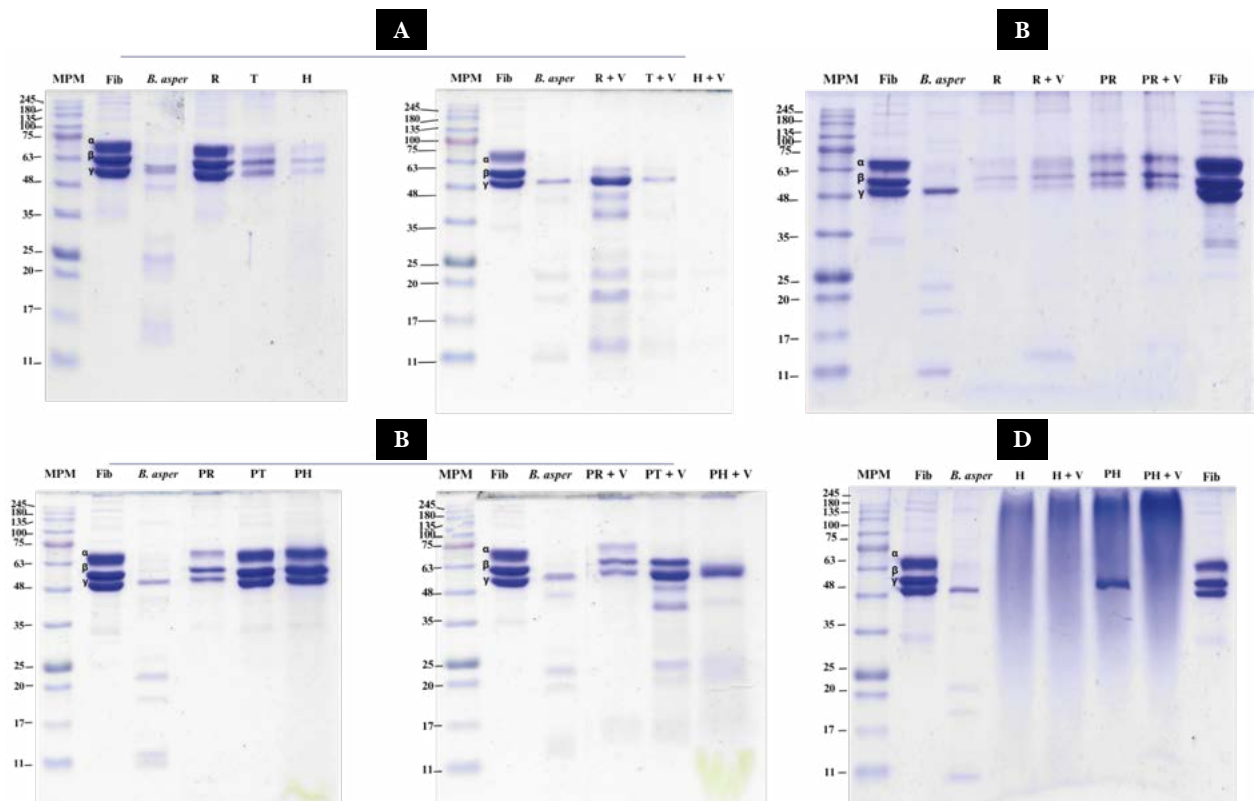 A
MPM Fib B. asper R T H
245
180
135
100
75
63
48
35
25
20
17
11
α
β
γ
MPM Fib B. asper R + V T + V H + V
245
180
135
100
75
63
48
35
25
20
17
11
α
β
γ
B
MPM Fib B. asper R R + V PR PR + V Fib
245
180
135
100
75
63
48
35
25
20
17
11
α
β
γ
B
MPM Fib B. asper PR PT PH
245
180
135
100
75
63
48
35
25
20
17
11
α
β
γ
MPM Fib B. asper PR + V PT + V PH + V
245
180
135
100
75
63
48
35
25
20
17
11
α
β
γ
D
MPM Fib B. asper H H + V PH PH + V Fib
245
180
135
100
75
63
48
35
25
20
17
11
α
β
γ